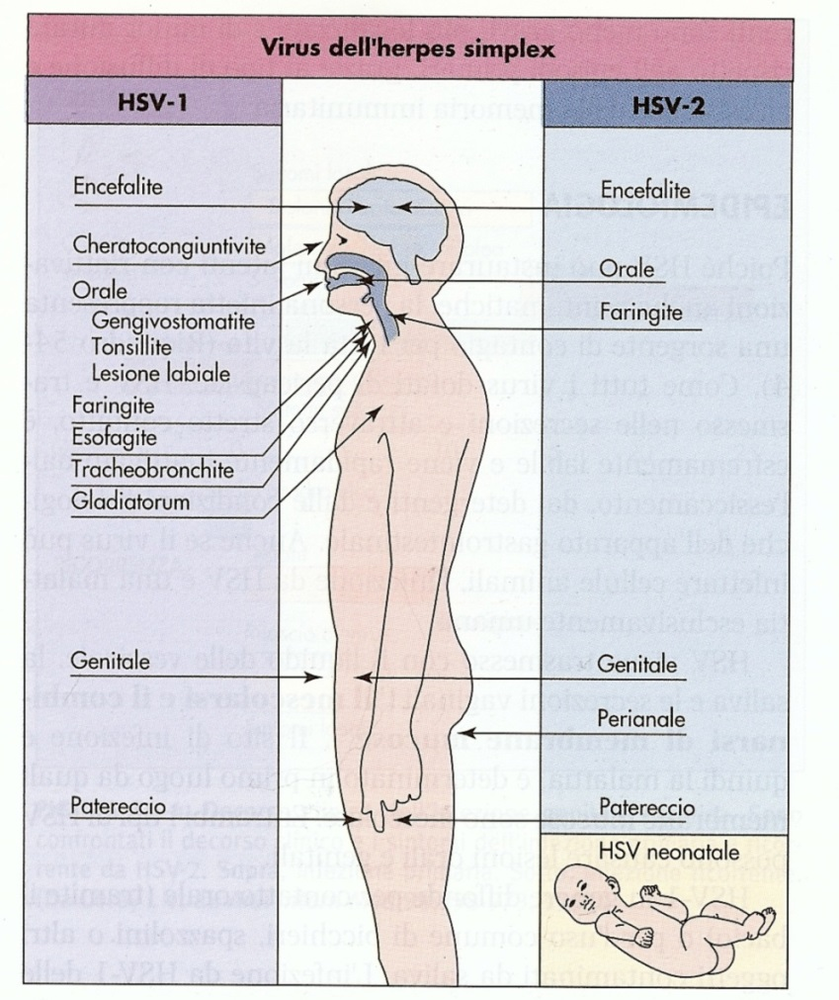 Virus dell'herpes simplex
HSV-1
HSV-2
Encefalite
Cheratocongiuntivite
Orale
Gengivostomatite
Tonsillite
Lesione labiale
Faringite
Esofagite
Tracheobronchite
Gladiatorum
Genitale
Patereccio
Encefalite
Orale
Faringite
Genitale
Perianale
Patereccio
HSV neonatale